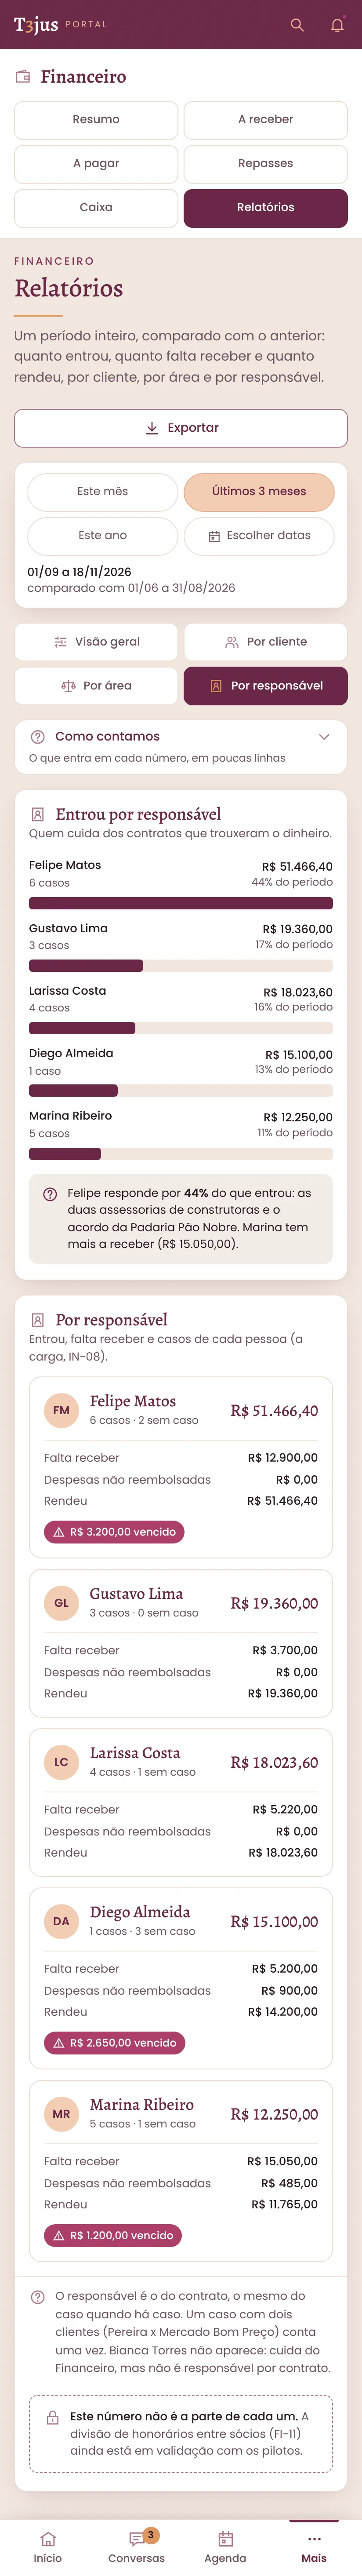 T3jus PORTAL
Financeiro
Resumo
A receber
A pagar
Repasses
Caixa
Relatórios
FINANCEIRO
Relatórios
Um período inteiro, comparado com o anterior:
quanto entrou, quanto falta receber e quanto
rendeu, por cliente, por área e por responsável.
Exportar
Este mês
Últimos 3 meses
Este ano
Escolher datas
01/09 a 18/11/2026
comparado com 01/06 a 31/08/2026
Visão geral
Por cliente
Por área
Por responsável
Como contamos
O que entra em cada número, em poucas linhas
Entrou por responsável
Quem cuida dos contratos que trouxeram o dinheiro.
Felipe Matos
R$ 51.466,40
6 casos
44% do período
Gustavo Lima
R$ 19.360,00
3 casos
17% do período
Larissa Costa
R$ 18.023,60
4 casos
16% do período
Diego Almeida
R$ 15.100,00
1 caso
13% do período
Marina Ribeiro
R$ 12.250,00
5 casos
11% do período
Felipe responde por 44% do que entrou: as
duas assessorias de construtoras e o
acordo da Padaria Pão Nobre. Marina tem
mais a receber (R$ 15.050,00).
Por responsável
Entrou, falta receber e casos de cada pessoa (a
carga, IN-08).
FM
Felipe Matos
6 casos · 2 sem caso
R$ 51.466,40
Falta receber
R$ 12.900,00
Despesas não reembolsadas
R$ 0,00
Rendeu
R$ 51.466,40
R$ 3.200,00 vencido
GL
Gustavo Lima
3 casos · 0 sem caso
R$ 19.360,00
Falta receber
R$ 3.700,00
Despesas não reembolsadas
R$ 0,00
Rendeu
R$ 19.360,00
LC
Larissa Costa
4 casos · 1 sem caso
R$ 18.023,60
Falta receber
R$ 5.220,00
Despesas não reembolsadas
R$ 0,00
Rendeu
R$ 18.023,60
DA
Diego Almeida
1 casos · 3 sem caso
R$ 15.100,00
Falta receber
R$ 5.200,00
Despesas não reembolsadas
R$ 900,00
Rendeu
R$ 14.200,00
R$ 2.650,00 vencido
MR
Marina Ribeiro
5 casos · 1 sem caso
R$ 12.250,00
Falta receber
R$ 15.050,00
Despesas não reembolsadas
R$ 485,00
Rendeu
R$ 11.765,00
R$ 1.200,00 vencido
O responsável é o do contrato, o mesmo do
caso quando há caso. Um caso com dois
clientes (Pereira x Mercado Bom Preço) conta
uma vez. Bianca Torres não aparece: cuida do
Financeiro, mas não é responsável por contrato.
Este número não é a parte de cada um. A
divisão de honorários entre sócios (FI-11)
ainda está em validação com os pilotos.
3
Início
Conversas
Agenda
Mais